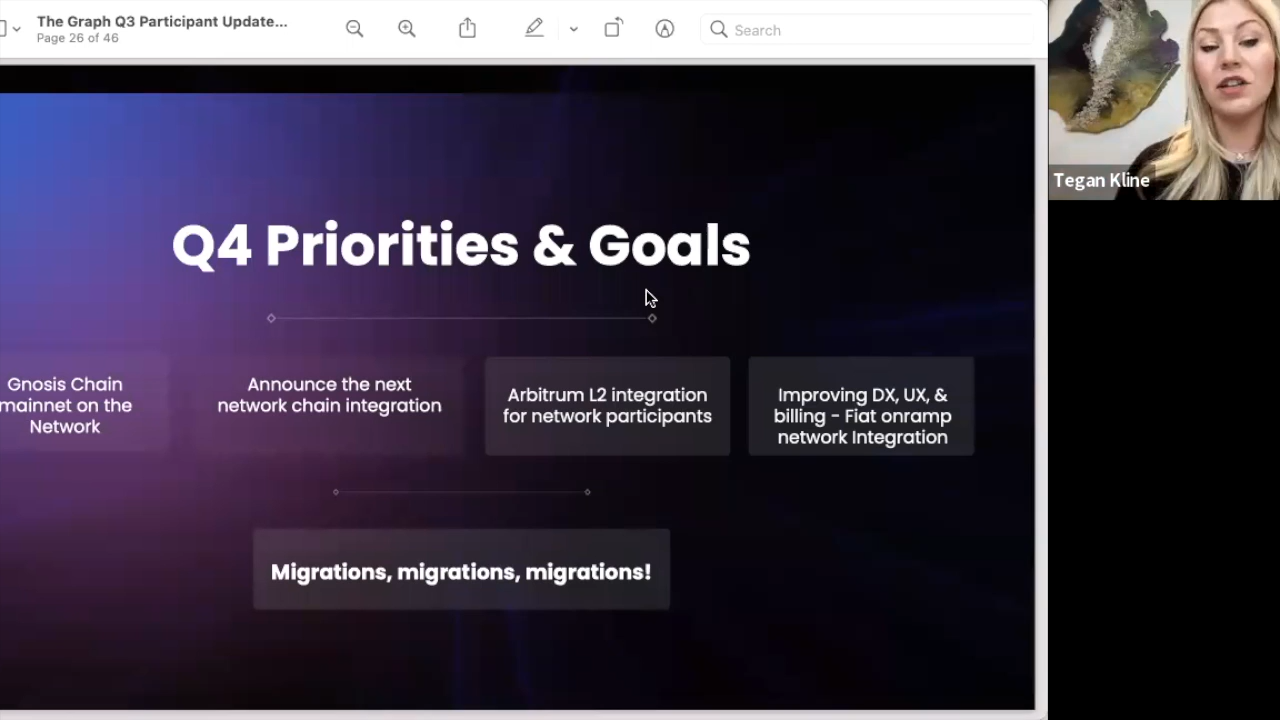 The Graph Q3 Participant Update...
Page 26 of 46
Search
Tegan Kline
Q4 Priorities & Goals
Gnosis Chain
mainnet on the
Network
Announce the next
network chain integration
Arbitrum L2 integration
for network participants
Improving DX, UX, &
billing - Fiat onramp
network Integration
Migrations, migrations, migrations!